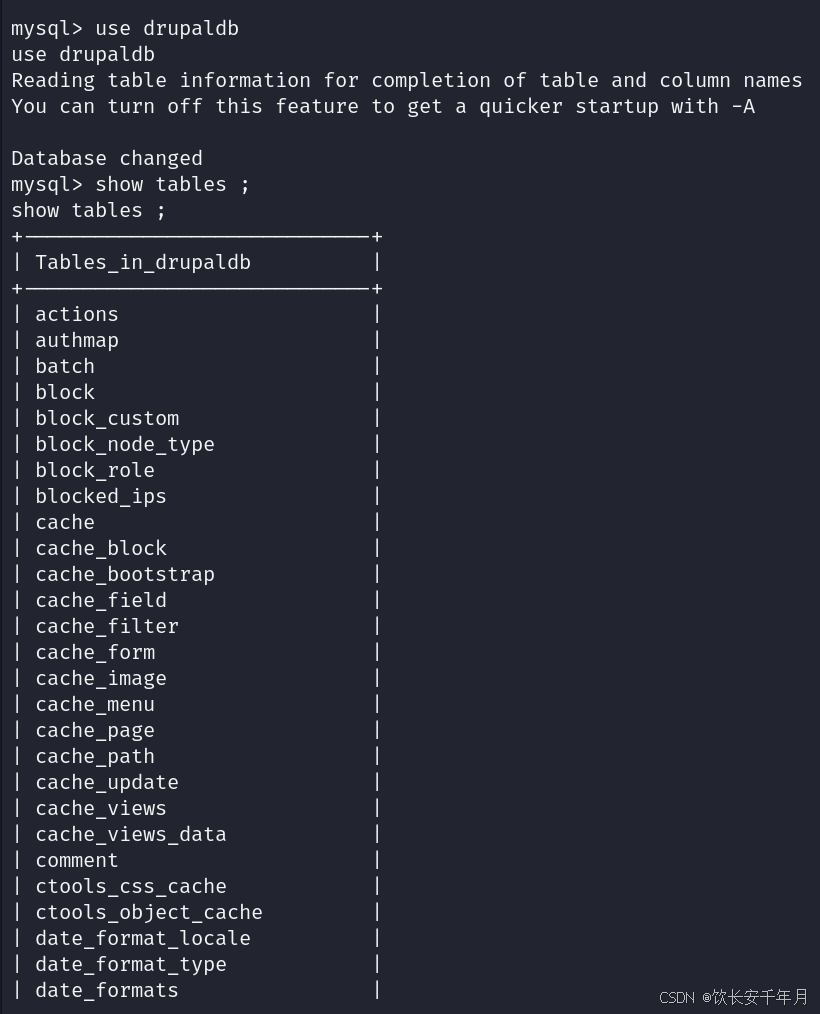 mysql> use drupaldb
use drupaldb
Reading table information for completion of table and column names
You can turn off this feature to get a quicker startup with -A
Database changed
mysql> show tables ;
show tables ;
+-----------------------------+
| Tables_in_drupaldb |
+-----------------------------+
| actions |
| authmap |
| batch |
| block |
| block_custom |
| block_node_type |
| block_role |
| blocked_ips |
| cache |
| cache_block |
| cache_bootstrap |
| cache_field |
| cache_filter |
| cache_form |
| cache_image |
| cache_menu |
| cache_page |
| cache_path |
| cache_update |
| cache_views |
| cache_views_data |
| comment |
| ctools_css_cache |
| ctools_object_cache |
| date_format_locale |
| date_format_type |
| date_formats |
CSDN @饮长安千年月